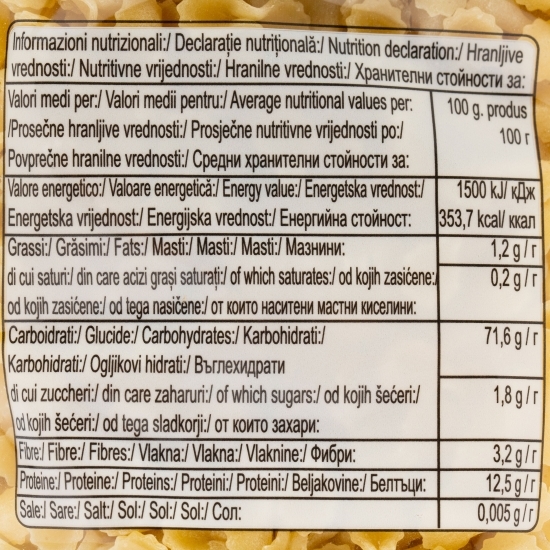 Informazioni nutrizionali:/ Declarație nutrițională:/ Nutrition declaration:/ Hranljive
vrednosti:/ Nutritivne vrijednosti:/ Hranilne vrednosti:/ Хранителни стойности за:
Valori medi per:/ Valori medii pentru:/ Average nutritional values per: 100 g. produs
/Prosečne hranljive vrednosti:/ Prosječne nutritivne vrijednosti po:/ 100 г
Povprečne hranilne vrednosti:/ Средни хранителни стойности за:
Valore energetico:/ Valoare energetică:/ Energy value:/ Energetska vrednost:/ 1500 kJ/ кДж
Energetska vrijednost:/ Energijska vrednost:/ Енергийна стойност: 353,7 kcal/ ккал
Grassi:/ Grăsimi:/ Fats:/ Masti:/ Masti:/ Masti:/ Мазнини: 1,2 g/г
di cui saturi:/ din care acizi grași saturați:/ of which saturates:/ od kojih zasićene:/ 0,2 g/г
od kojih zasićene:/ od tega nasičene:/ от които наситени мастни киселини:
Carboidrati:/ Glucide:/ Carbohydrates:/ Karbohidrati:/ 71,6 g/г
Karbohidrati:/ Ogljikovi hidrati:/ Въглехидрати
di cui zuccheri:/ din care zaharuri:/ of which sugars:/ od kojih šećeri:/ 1,8 g/г
od kojih šećeri:/ od tega sladkorji:/ от които захари:
Fibre:/ Fibre:/ Fibres:/ Vlakna:/ Vlakna:/ Vlaknine:/ Фибри: 3,2 g/г
Proteine:/ Proteine:/ Proteins:/ Proteini:/ Proteini:/ Beljakovine:/ Белтъци: 12,5 g/г
Sale:/ Sare:/ Salt:/ Sol:/ Sol:/ Sol:/ Сол: 0,005 g/г